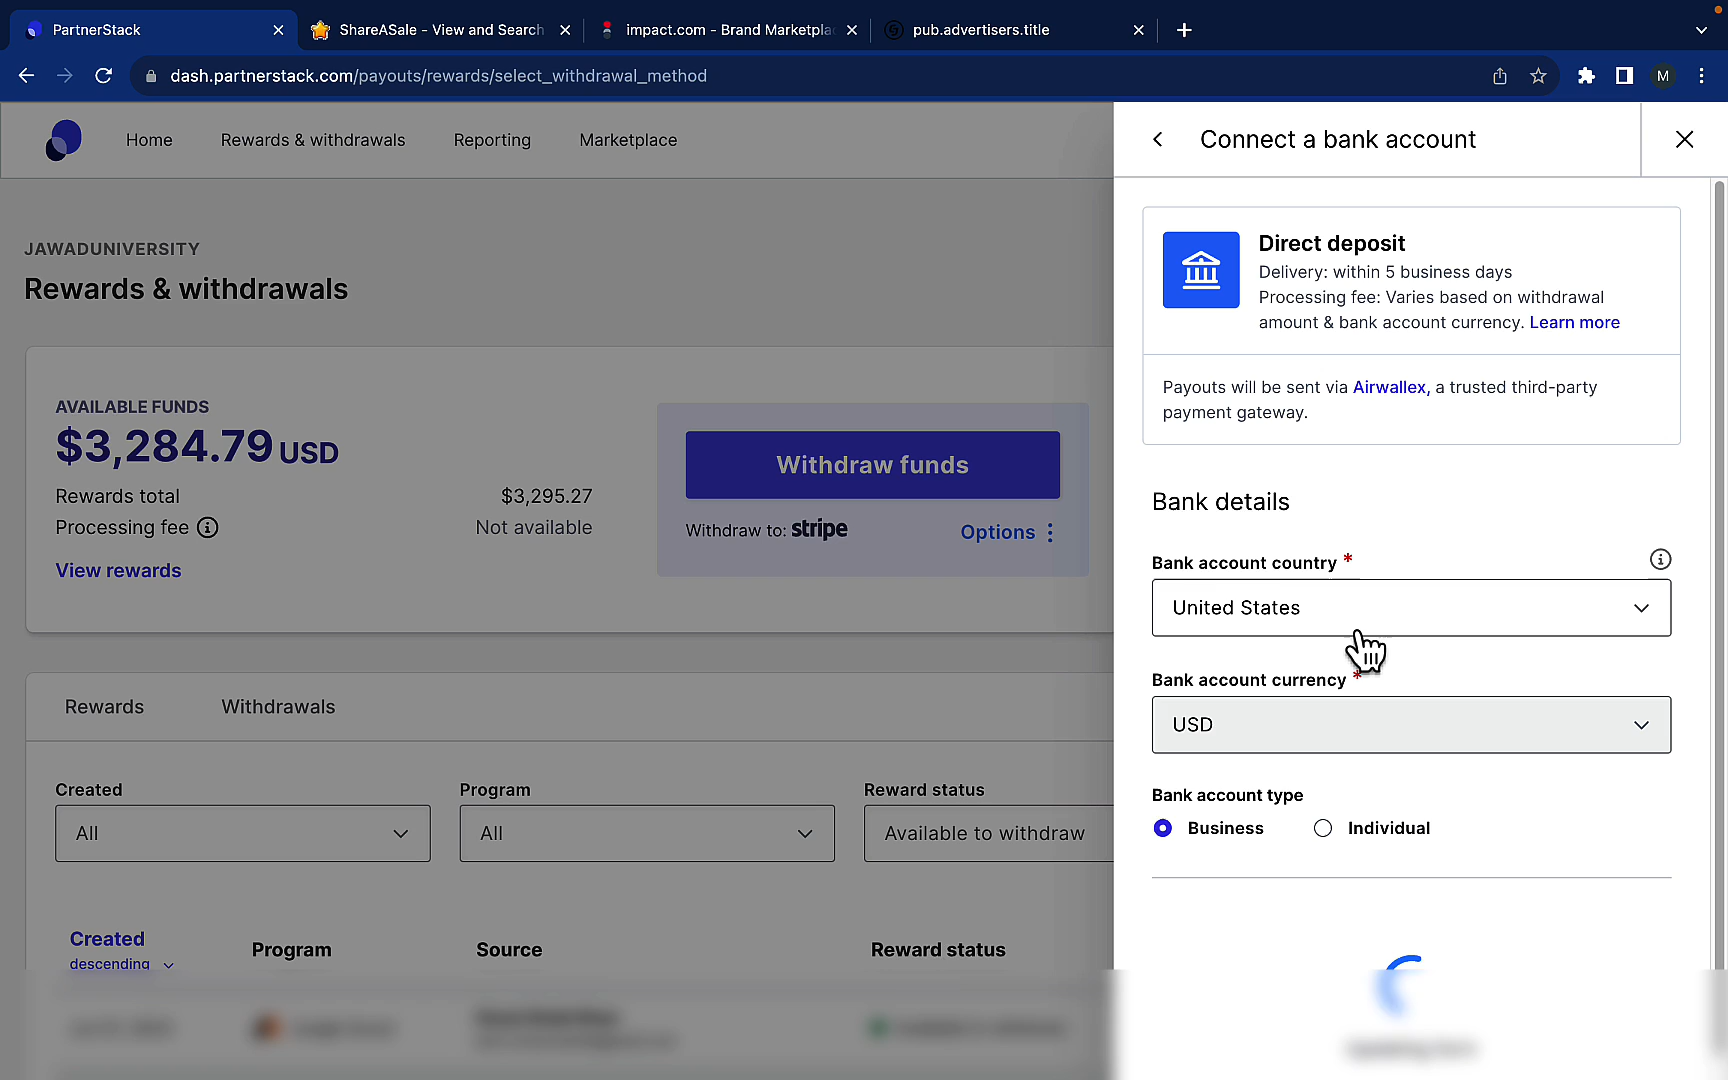 PartnerStack
ShareASale - View and Search
impact.com - Brand Marketpla
pub.advertisers.title
dash.partnerstack.com/payouts/rewards/select_withdrawal_method
M
Home
Rewards & withdrawals
Reporting
Marketplace
JAWADUNIVERSITY
Rewards & withdrawals
AVAILABLE FUNDS
$3,284.79 USD
Rewards total
$3,295.27
Processing fee
Not available
View rewards
Withdraw funds
Withdraw to: stripe
Options
Rewards
Withdrawals
Created
All
Program
All
Reward status
Available to withdraw
Created
descending
Program
Source
Reward status
Connect a bank account
Direct deposit
Delivery: within 5 business days
Processing fee: Varies based on withdrawal
amount & bank account currency. Learn more
Payouts will be sent via Airwallex, a trusted third-party
payment gateway.
Bank details
Bank account country *
United States
Bank account currency *
USD
Bank account type
Business
Individual